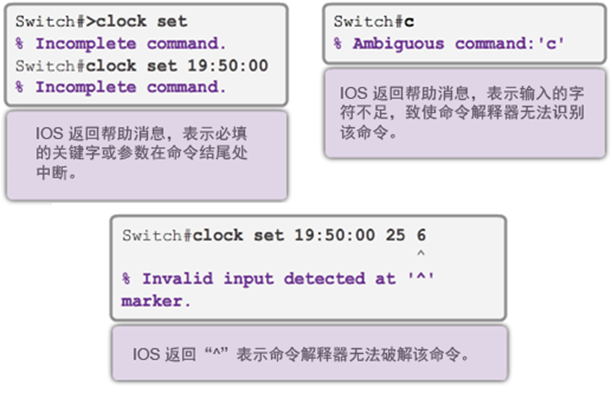 Switch#>clock set
% Incomplete command.
Switch#clock set 19:50:00
% Incomplete command.
IOS 返回帮助消息，表示必填
的关键字或参数在命令结尾处
中断。
Switch#c
% Ambiguous command:'c'
IOS 返回帮助消息，表示输入的字
符不足，致使命令解释器无法识别
该命令。
Switch#clock set 19:50:00 25 6
^
% Invalid input detected at '^'
marker.
IOS 返回“^”表示命令解释器无法破解该命令。